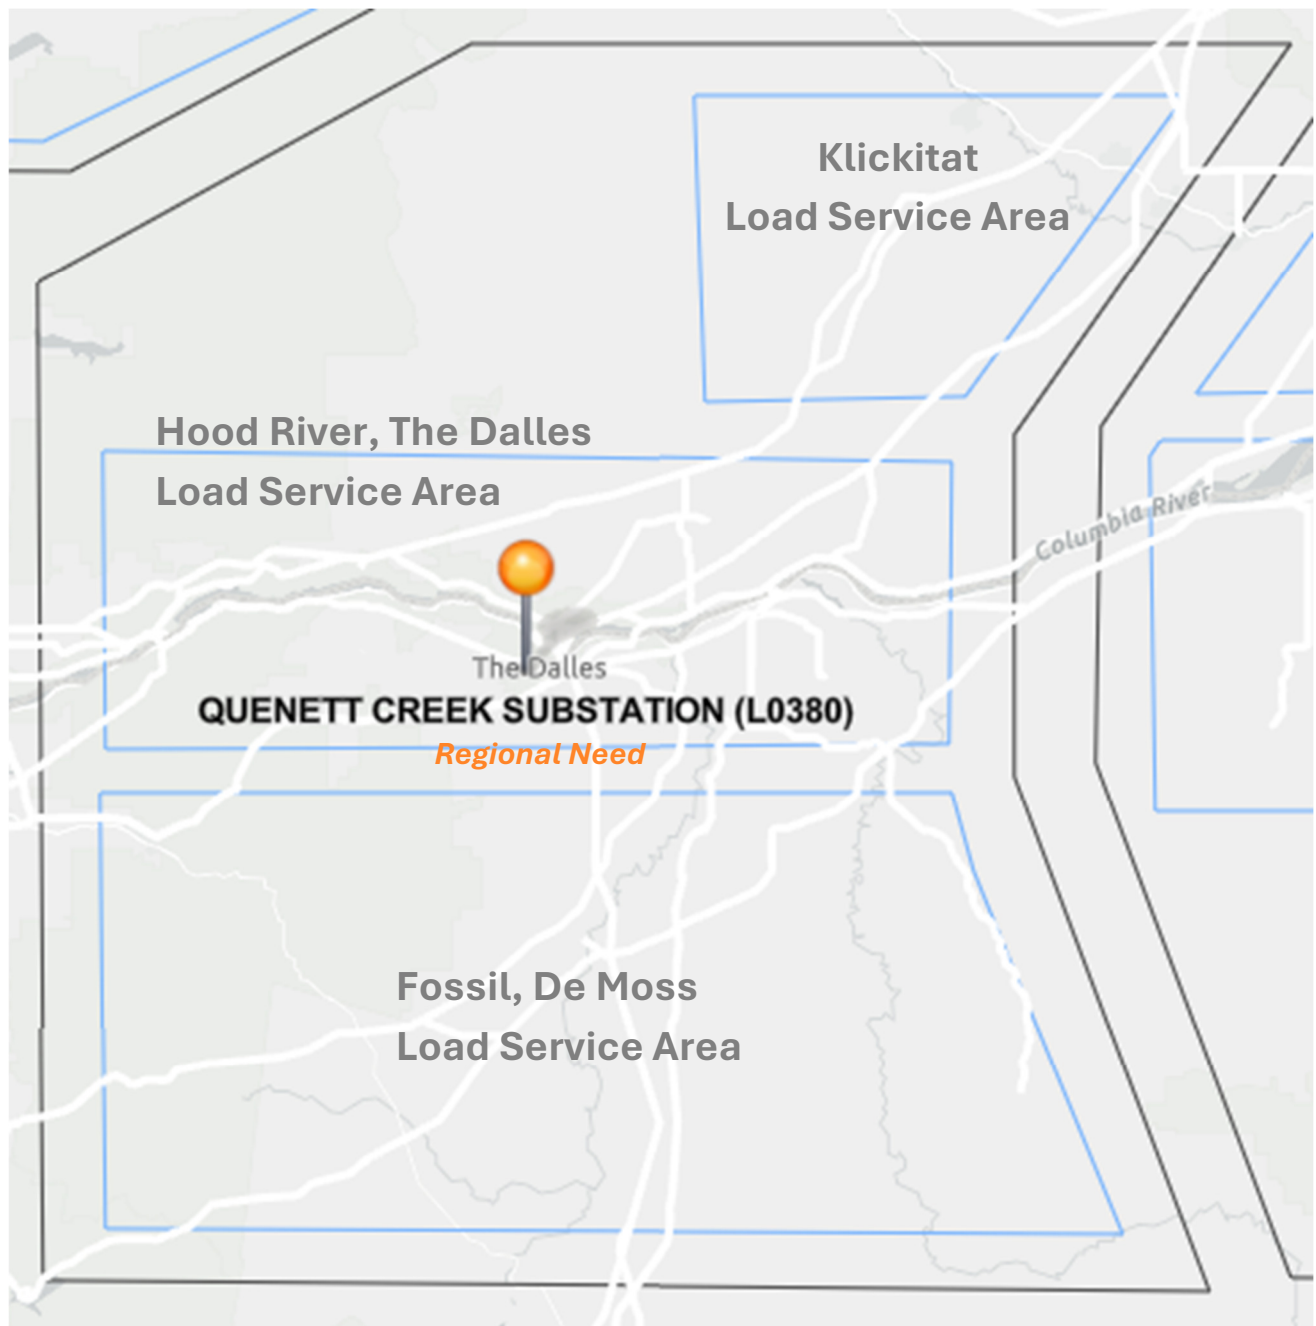 Klickitat
Load Service Area
Hood River, The Dalles
Load Service Area
Columbia River
The Dalles
QUENETT CREEK SUBSTATION (L0380)
Regional Need
Fossil, De Moss
Load Service Area